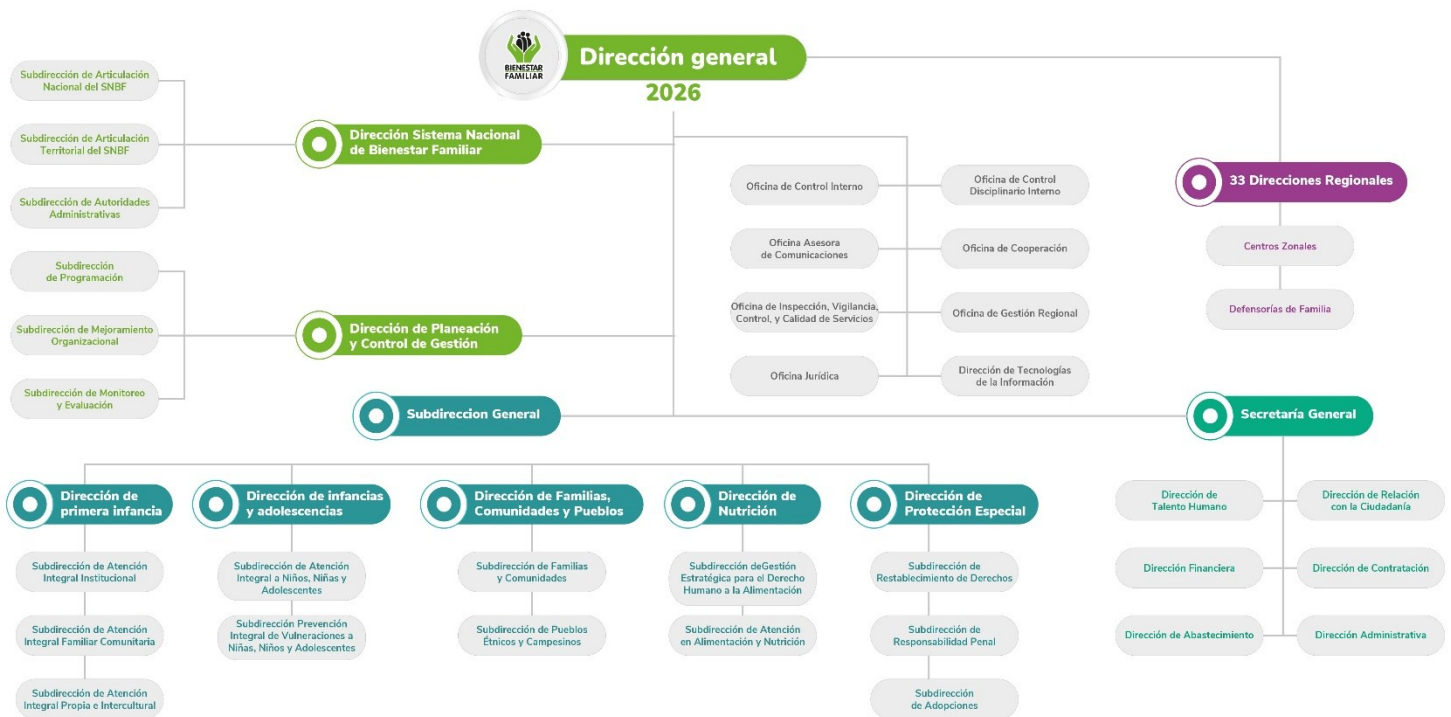 BIENESTAR
FAMILIAR
Dirección general
2026
Subdirección de Articulación
Nacional del SNBF
Subdirección de Articulación
Territorial del SNBF
Subdirección de Autoridades
Administrativas
Dirección Sistema Nacional
de Bienestar Familiar
Subdirección
de Programación
Subdirección de Mejoramiento
Organizacional
Subdirección de Monitoreo
y Evaluación
Dirección de Planeación
y Control de Gestión
Oficina de Control Interno
Oficina de Control
Disciplinario Interno
Oficina Asesora
de Comunicaciones
Oficina de Cooperación
Oficina de Inspección, Vigilancia,
Control, y Calidad de Servicios
Oficina de Gestión Regional
Oficina Jurídica
Dirección de Tecnologías
de la Información
33 Direcciones Regionales
Centros Zonales
Defensorías de Familia
Subdireccion General
Secretaría General
Dirección de
primera infancia
Subdirección de Atención
Integral Institucional
Subdirección de Atención
Integral Familiar Comunitaria
Subdirección de Atención
Integral Propia e Intercultural
Dirección de infancias
y adolescencias
Subdirección de Atención
Integral a Niños, Niñas y
Adolescentes
Subdirección Prevención
Integral de Vulneraciones a
Niñas, Niños y Adolescentes
Dirección de Familias,
Comunidades y Pueblos
Subdirección de Familias
y Comunidades
Subdirección de Pueblos
Étnicos y Campesinos
Dirección de
Nutrición
Subdirección deGestión
Estratégica para el Derecho
Humano a la Alimentación
Subdirección de Atención
en Alimentación y Nutrición
Dirección de
Protección Especial
Subdirección de
Restablecimiento de Derechos
Subdirección de
Responsabilidad Penal
Subdirección
de Adopciones
Dirección de
Talento Humano
Dirección de Relación
con la Ciudadanía
Dirección Financiera
Dirección de Contratación
Dirección de Abastecimiento
Dirección Administrativa